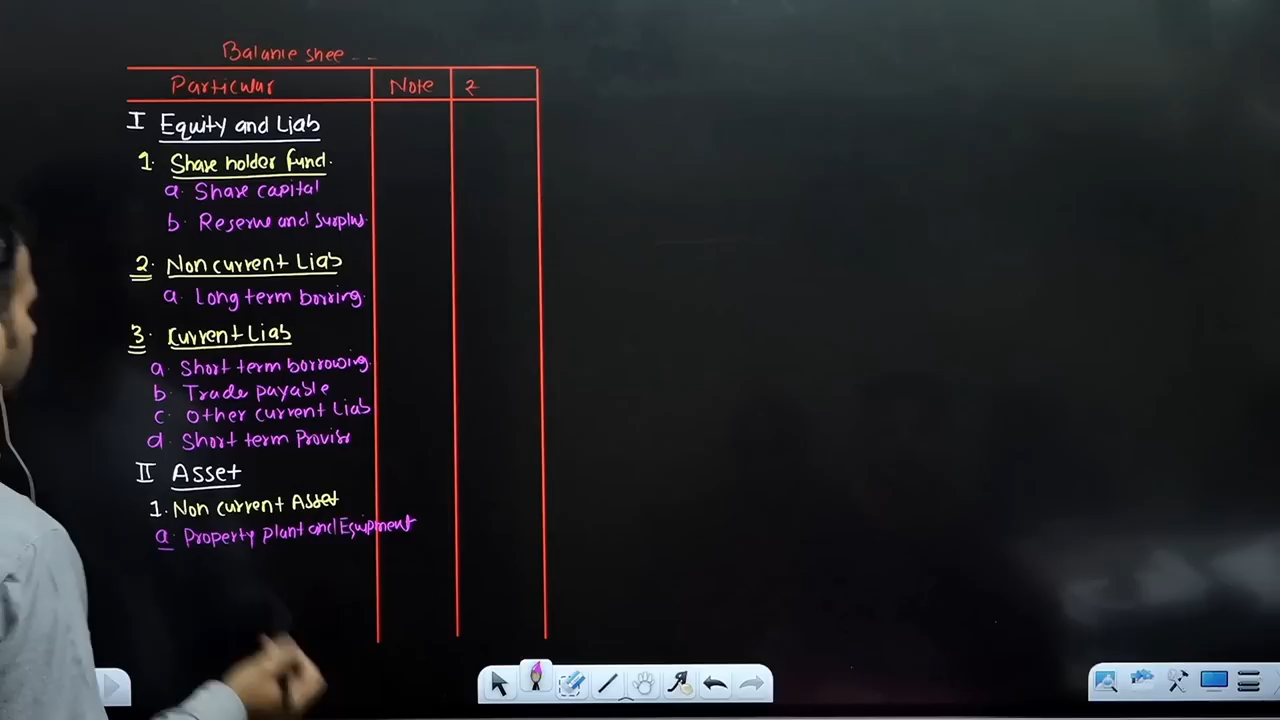 Balanie shee - -
Particular Note ₹
I Equity and Liab
1. Share holder fund.
a. Share capital
b. Reserve and surplus.
2. Non current Liab
a. Long term borring.
3. Current Liab
a. Short term borrowing.
b. Trade payable
c. Other current Liab
d. Short term Provisr
II Asset
1. Non current Asset
a. Property plant and Equipment